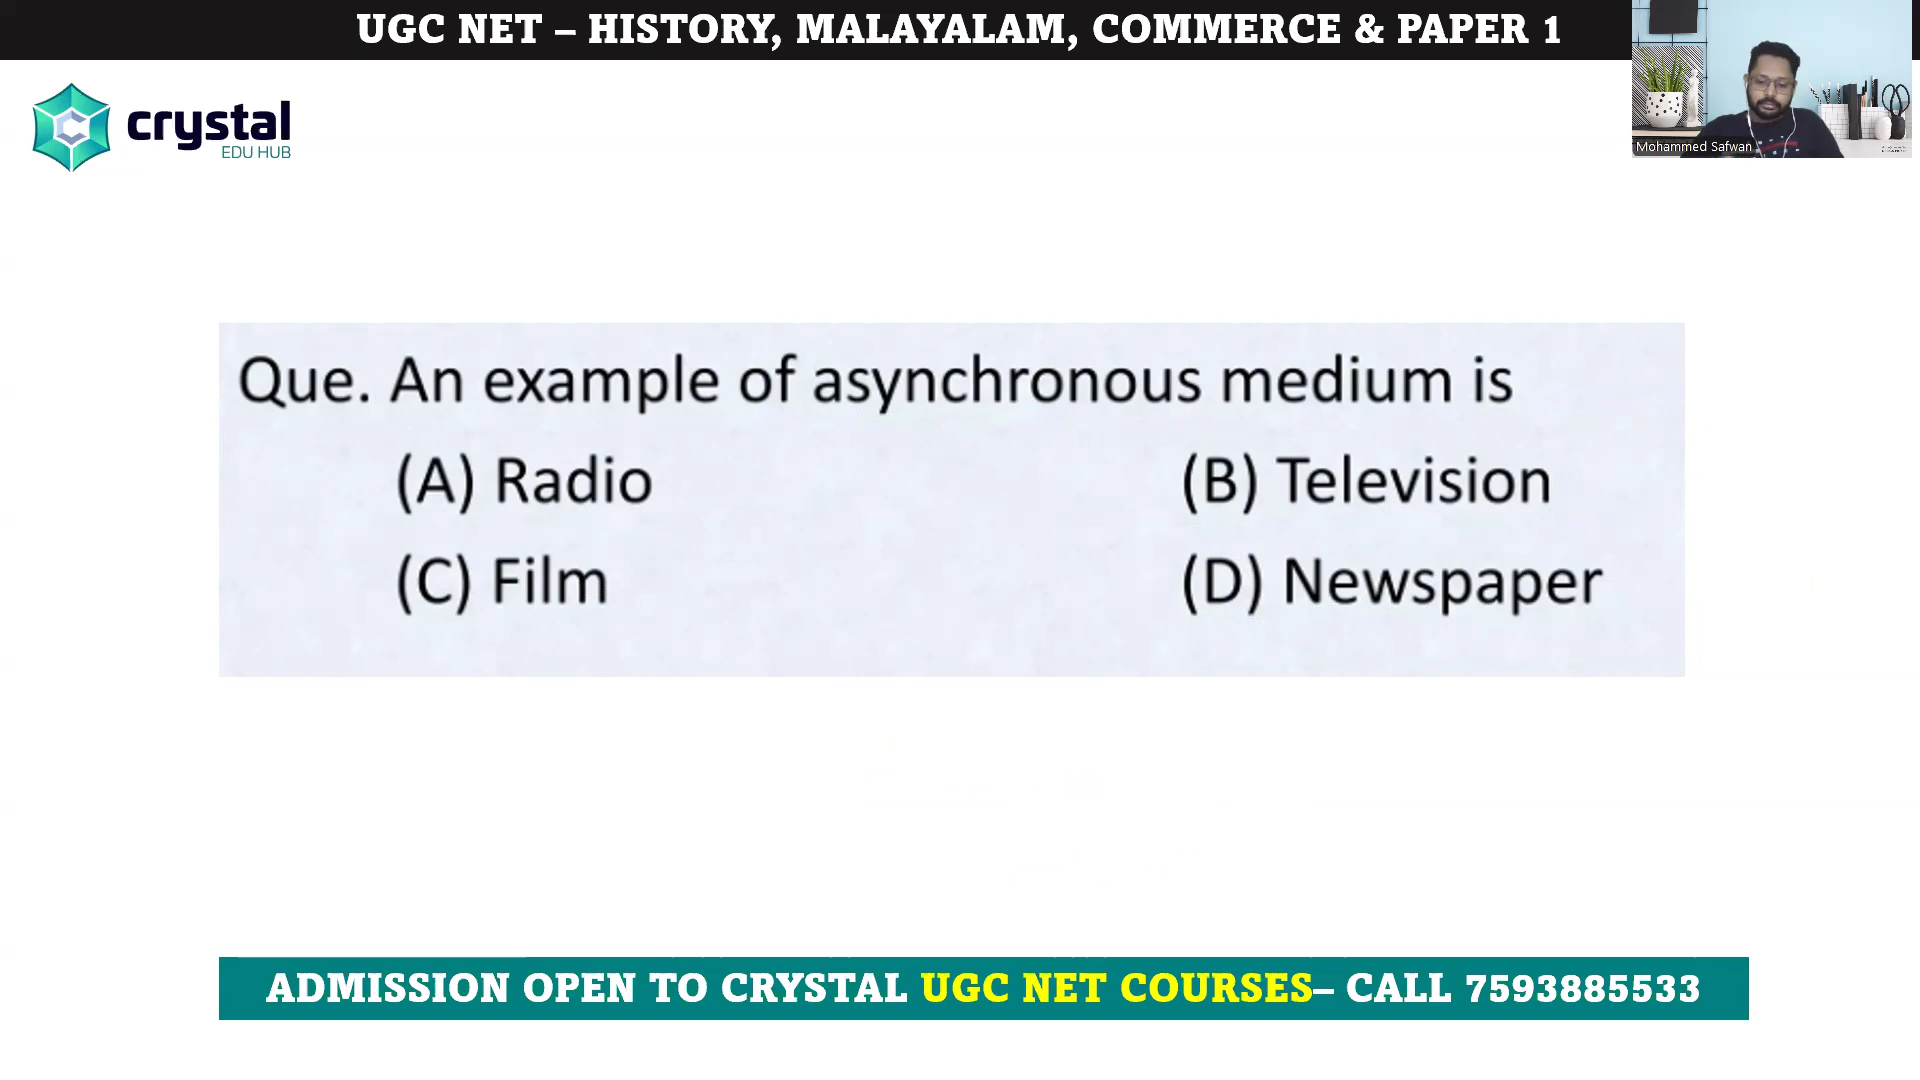 UGC NET – HISTORY, MALAYALAM, COMMERCE & PAPER 1
crystal
EDU HUB
Mohammed Safwan
Que. An example of asynchronous medium is
(A) Radio (B) Television
(C) Film (D) Newspaper
ADMISSION OPEN TO CRYSTAL UGC NET COURSES– CALL 7593885533